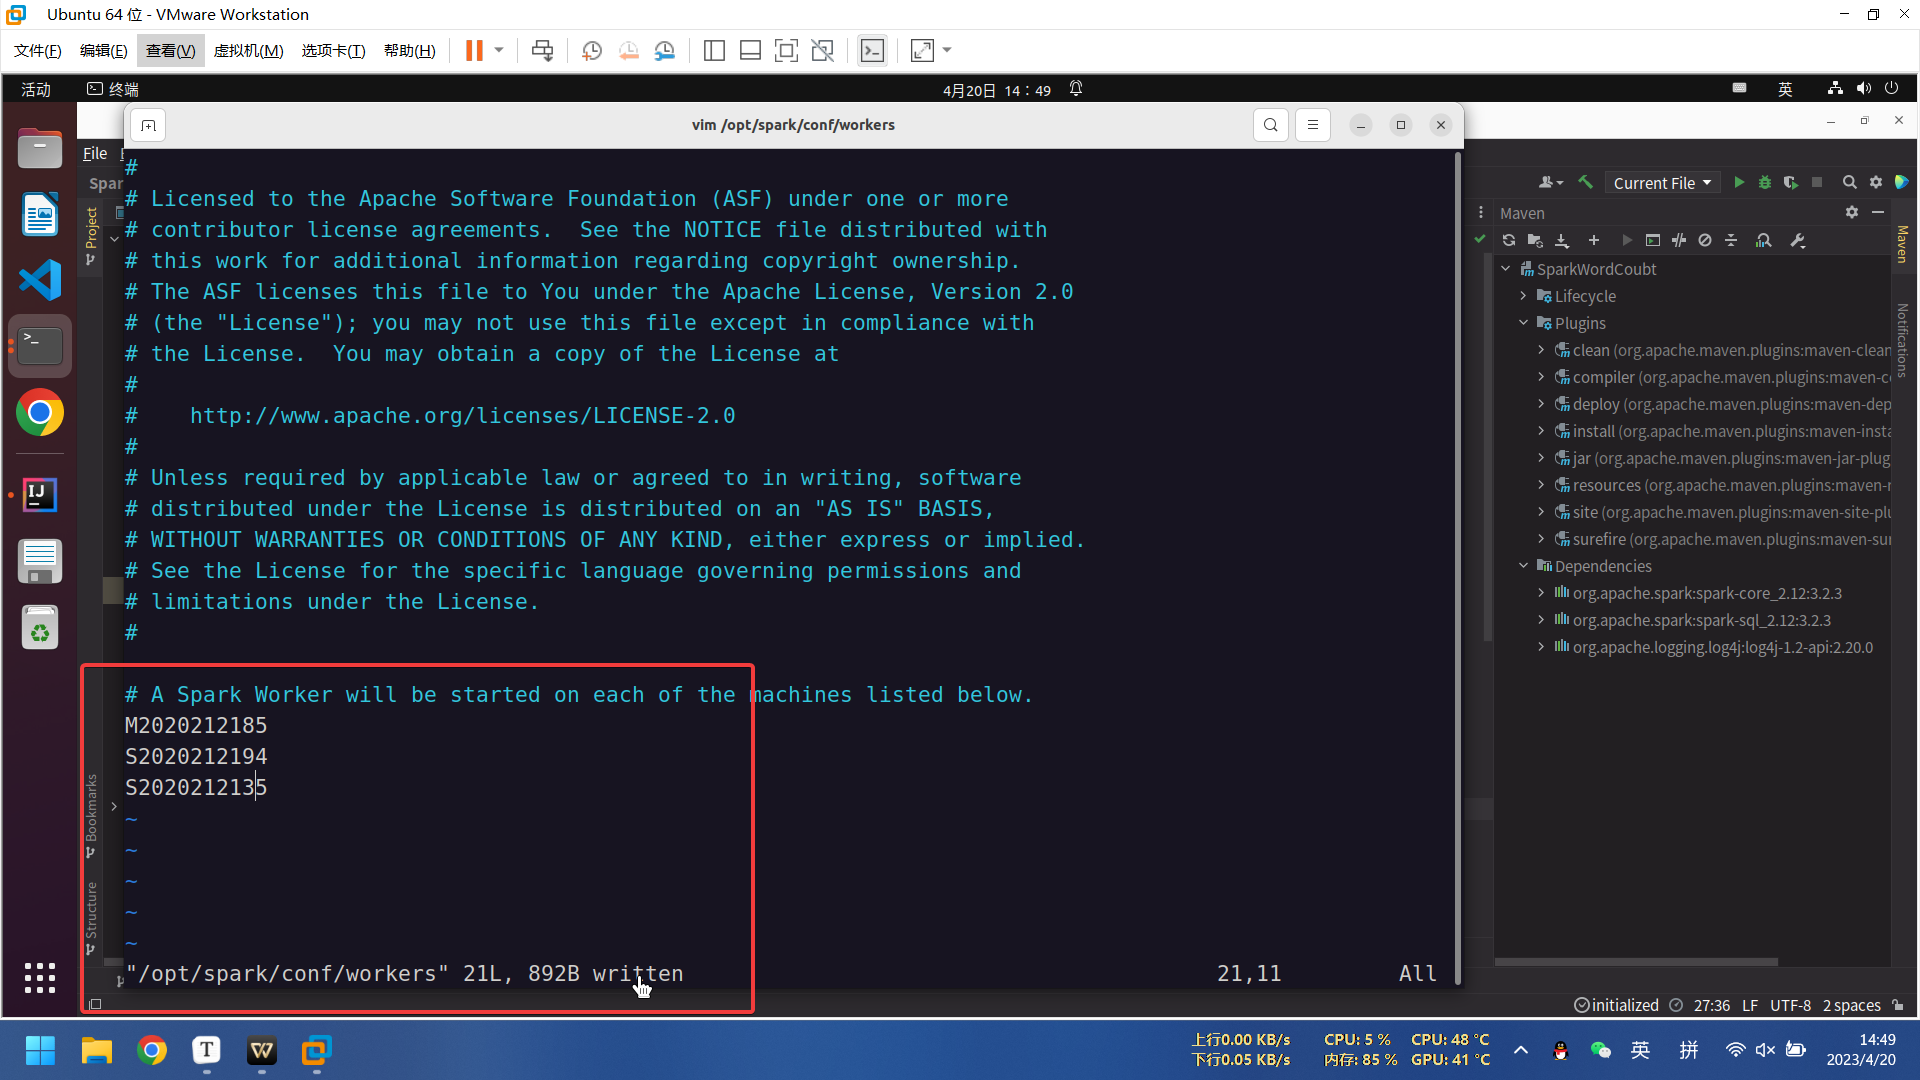 Ubuntu 64 位 - VMware Workstation
文件(F) 编辑(E) 查看(V) 虚拟机(M) 选项卡(T) 帮助(H)
活动 终端 4月20日 14：49 英
vim /opt/spark/conf/workers
File
Spar
Current File
Project
Maven
Maven
Notifications
#
# Licensed to the Apache Software Foundation (ASF) under one or more
# contributor license agreements.  See the NOTICE file distributed with
# this work for additional information regarding copyright ownership.
# The ASF licenses this file to You under the Apache License, Version 2.0
# (the "License"); you may not use this file except in compliance with
# the License.  You may obtain a copy of the License at
#
#    http://www.apache.org/licenses/LICENSE-2.0
#
# Unless required by applicable law or agreed to in writing, software
# distributed under the License is distributed on an "AS IS" BASIS,
# WITHOUT WARRANTIES OR CONDITIONS OF ANY KIND, either express or implied.
# See the License for the specific language governing permissions and
# limitations under the License.
#
# A Spark Worker will be started on each of the machines listed below.
M2020212185
S2020212194
S2020212135
~
~
~
~
~
"/opt/spark/conf/workers" 21L, 892B written 21,11 All
SparkWordCoubt
Lifecycle
Plugins
clean (org.apache.maven.plugins:maven-clean
compiler (org.apache.maven.plugins:maven-c
deploy (org.apache.maven.plugins:maven-dep
install (org.apache.maven.plugins:maven-insta
jar (org.apache.maven.plugins:maven-jar-plug
resources (org.apache.maven.plugins:maven-r
site (org.apache.maven.plugins:maven-site-plu
surefire (org.apache.maven.plugins:maven-sur
Dependencies
org.apache.spark:spark-core_2.12:3.2.3
org.apache.spark:spark-sql_2.12:3.2.3
org.apache.logging.log4j:log4j-1.2-api:2.20.0
Bookmarks
Structure
initialized 27:36 LF UTF-8 2 spaces
上行0.00 KB/s CPU: 5 % CPU: 48 °C
下行0.05 KB/s 内存: 85 % GPU: 41 °C
英 拼
14:49
2023/4/20